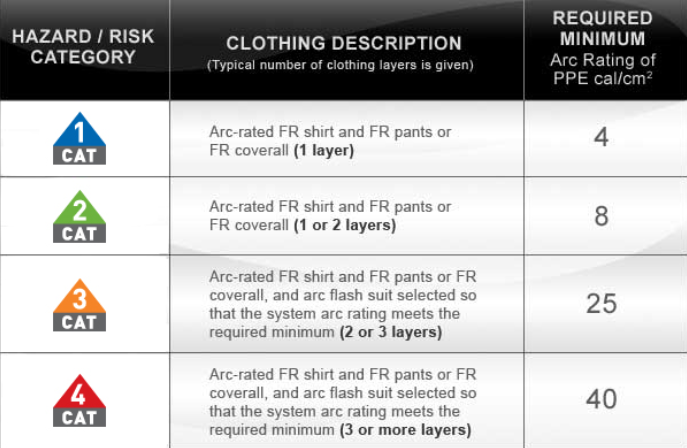 HAZARD / RISK
CATEGORY
CLOTHING DESCRIPTION
(Typical number of clothing layers is given)
REQUIRED
MINIMUM
Arc Rating of
PPE cal/cm²
1
CAT
Arc-rated FR shirt and FR pants or
FR coverall (1 layer)
4
2
CAT
Arc-rated FR shirt and FR pants or
FR coverall (1 or 2 layers)
8
3
CAT
Arc-rated FR shirt and FR pants or FR
coverall, and arc flash suit selected so
that the system arc rating meets the
required minimum (2 or 3 layers)
25
4
CAT
Arc-rated FR shirt and FR pants or FR
coverall, and arc flash suit selected so
that the system arc rating meets the
required minimum (3 or more layers)
40